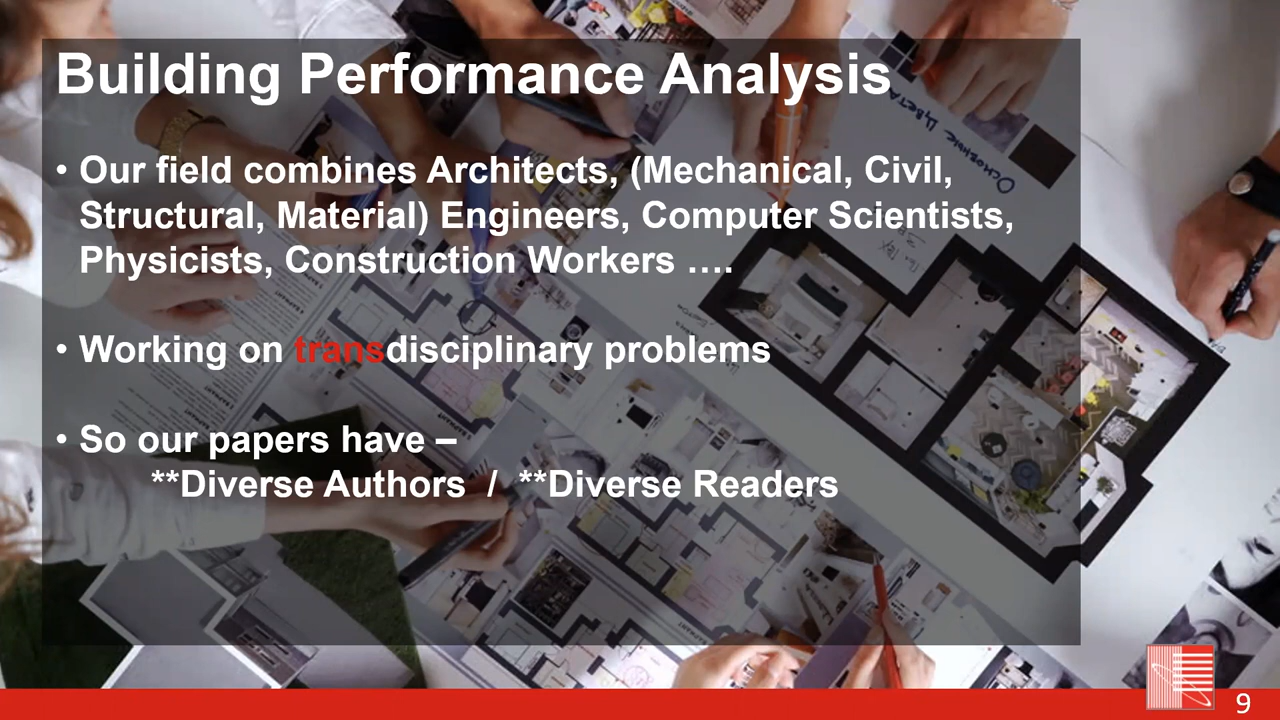 Building Performance Analysis
• Our field combines Architects, (Mechanical, Civil,
Structural, Material) Engineers, Computer Scientists,
Physicists, Construction Workers ….
• Working on transdisciplinary problems
• So our papers have –
**Diverse Authors / **Diverse Readers
9